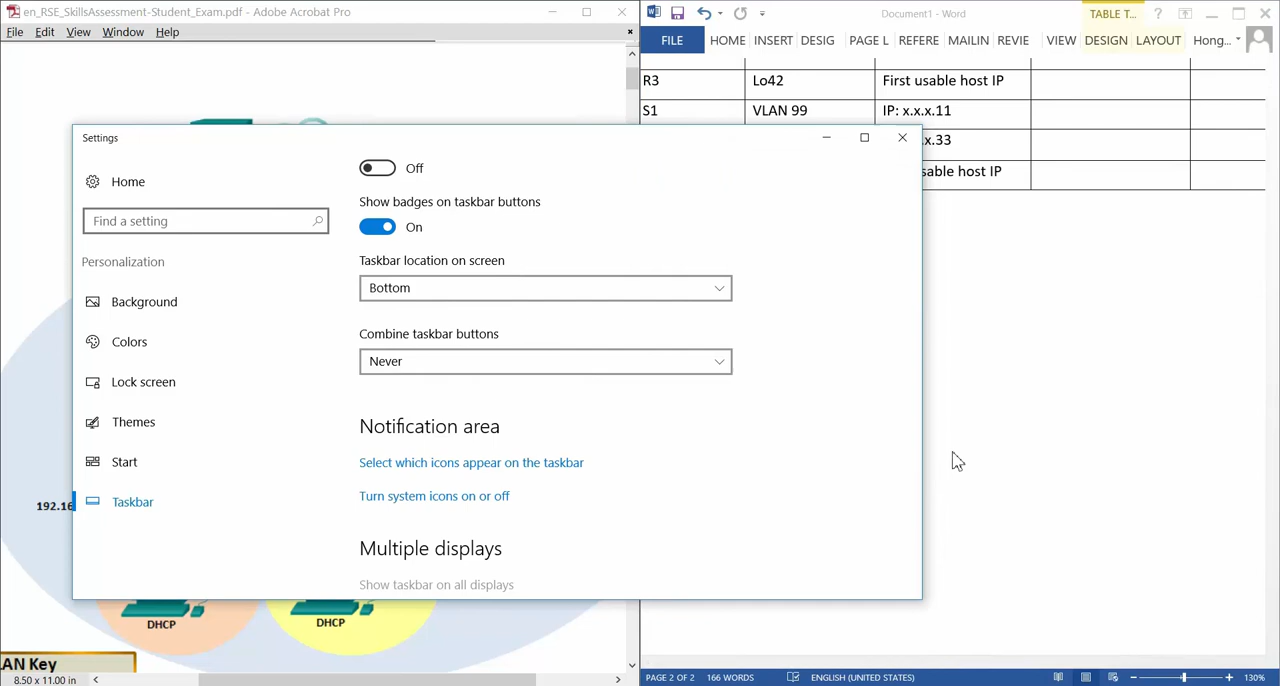 en_RSE_SkillsAssessment-Student_Exam.pdf - Adobe Acrobat Pro
File Edit View Window Help
Document1 - Word
TABLE T...
FILE HOME INSERT DESIG PAGE L REFERE MAILIN REVIE VIEW DESIGN LAYOUT Hong...
R3 Lo42 First usable host IP
S1 VLAN 99 IP: x.x.x.11
.x.33
sable host IP
Settings
Home
Find a setting
Personalization
Background
Colors
Lock screen
Themes
Start
Taskbar
Off
Show badges on taskbar buttons
On
Taskbar location on screen
Bottom
Combine taskbar buttons
Never
Notification area
Select which icons appear on the taskbar
Turn system icons on or off
Multiple displays
Show taskbar on all displays
192.16
DHCP
DHCP
AN Key
8.50 x 11.00 in
PAGE 2 OF 2 166 WORDS ENGLISH (UNITED STATES) 130%